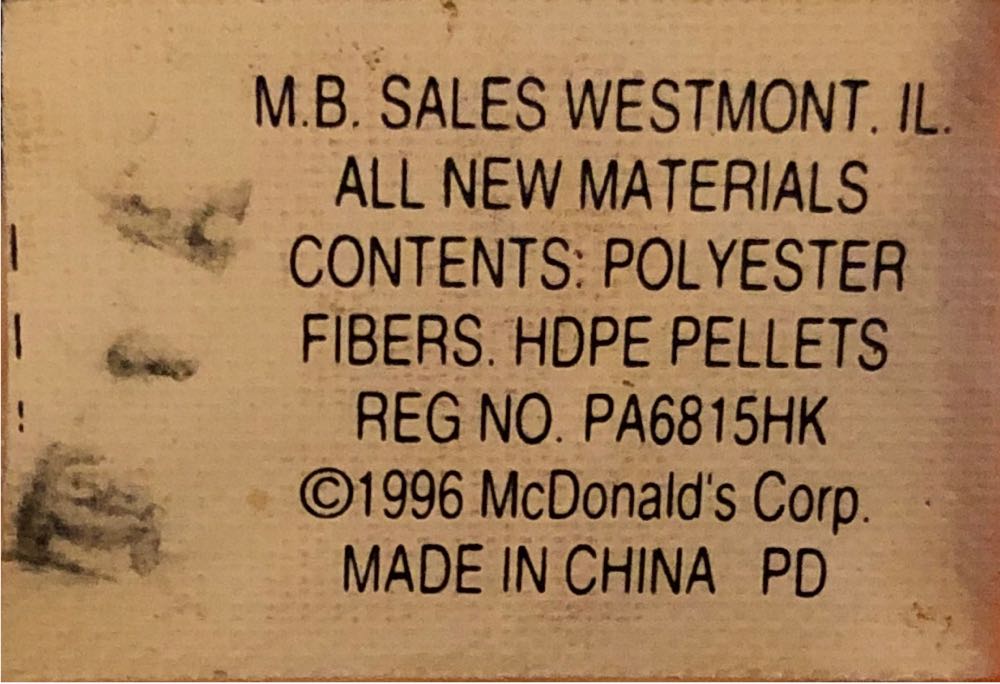 M.B. SALES WESTMONT. IL.
ALL NEW MATERIALS
CONTENTS: POLYESTER
FIBERS. HDPE PELLETS
REG NO. PA6815HK
©1996 McDonald's Corp.
MADE IN CHINA PD